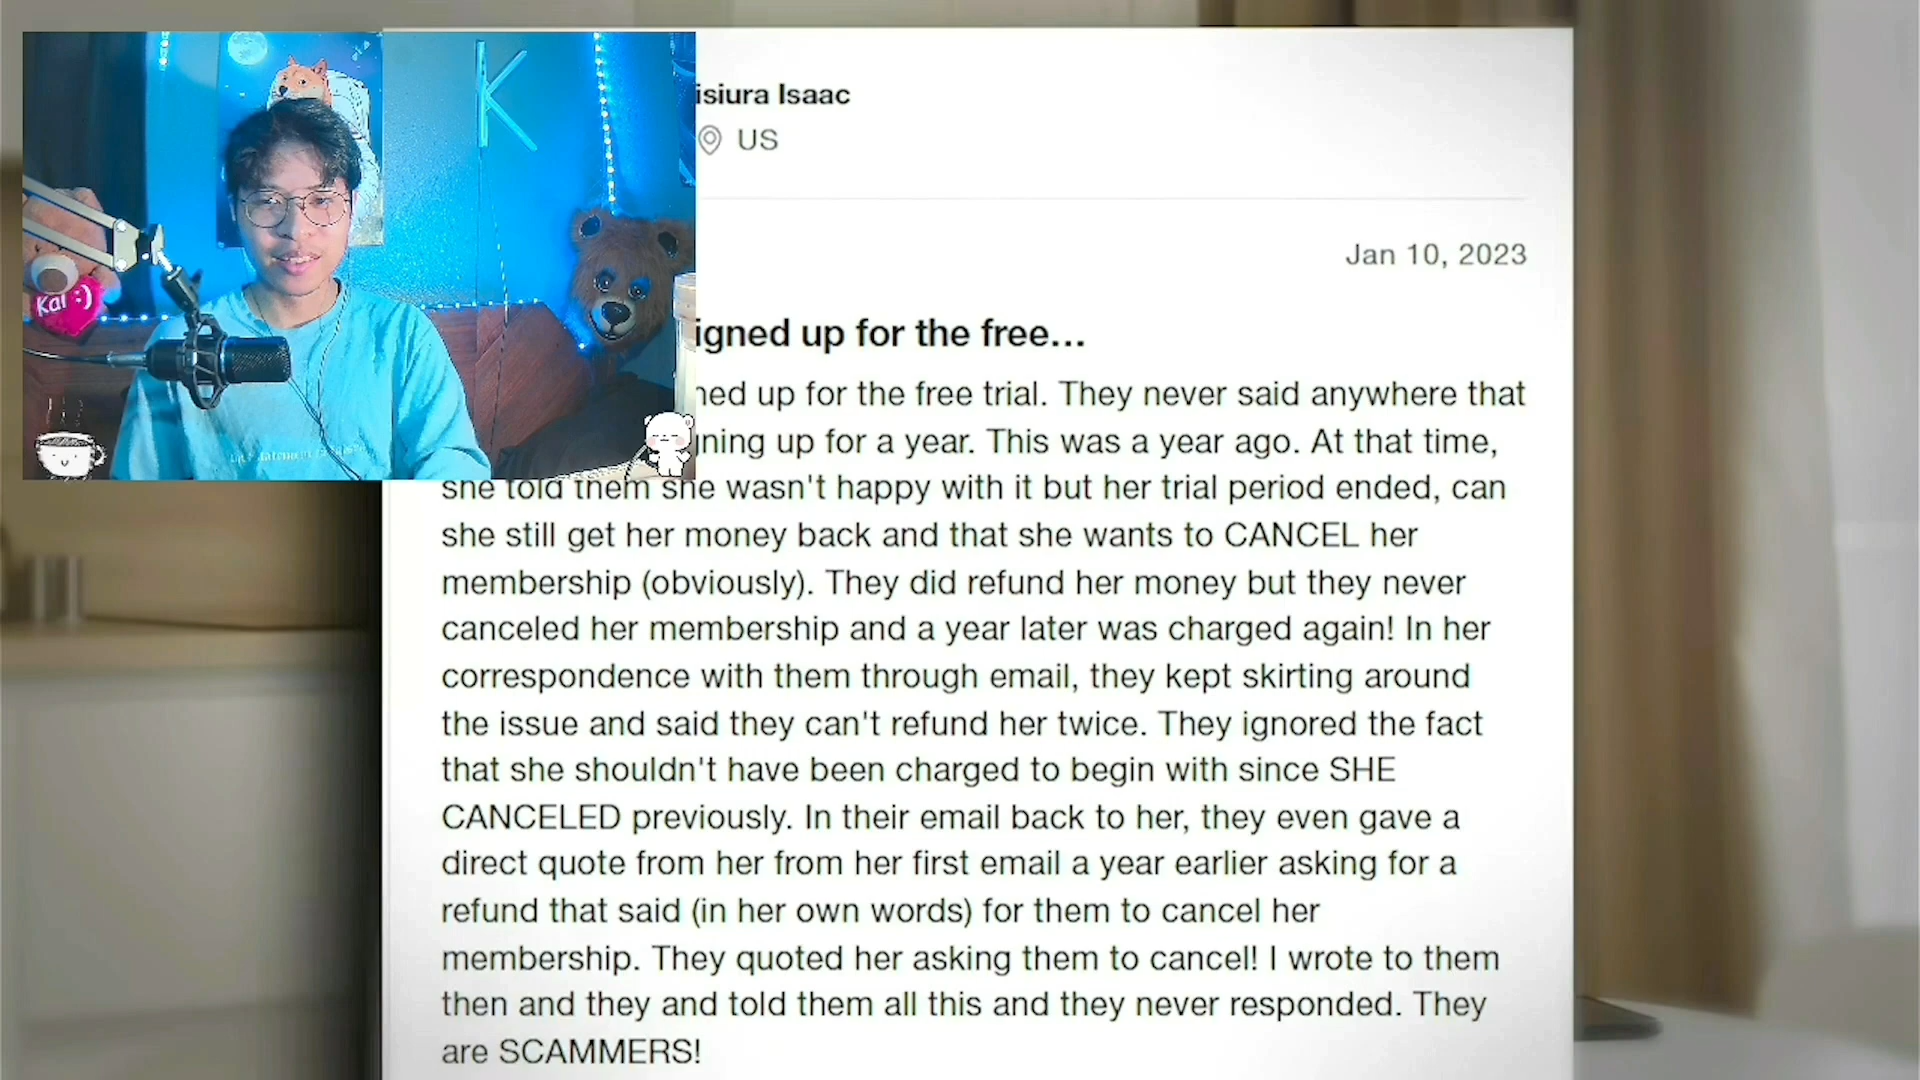 K
Kai :)
isiura Isaac
US
Jan 10, 2023
igned up for the free...
ned up for the free trial. They never said anywhere that
ning up for a year. This was a year ago. At that time,
she told them she wasn't happy with it but her trial period ended, can
she still get her money back and that she wants to CANCEL her
membership (obviously). They did refund her money but they never
canceled her membership and a year later was charged again! In her
correspondence with them through email, they kept skirting around
the issue and said they can't refund her twice. They ignored the fact
that she shouldn't have been charged to begin with since SHE
CANCELED previously. In their email back to her, they even gave a
direct quote from her from her first email a year earlier asking for a
refund that said (in her own words) for them to cancel her
membership. They quoted her asking them to cancel! I wrote to them
then and they and told them all this and they never responded. They
are SCAMMERS!